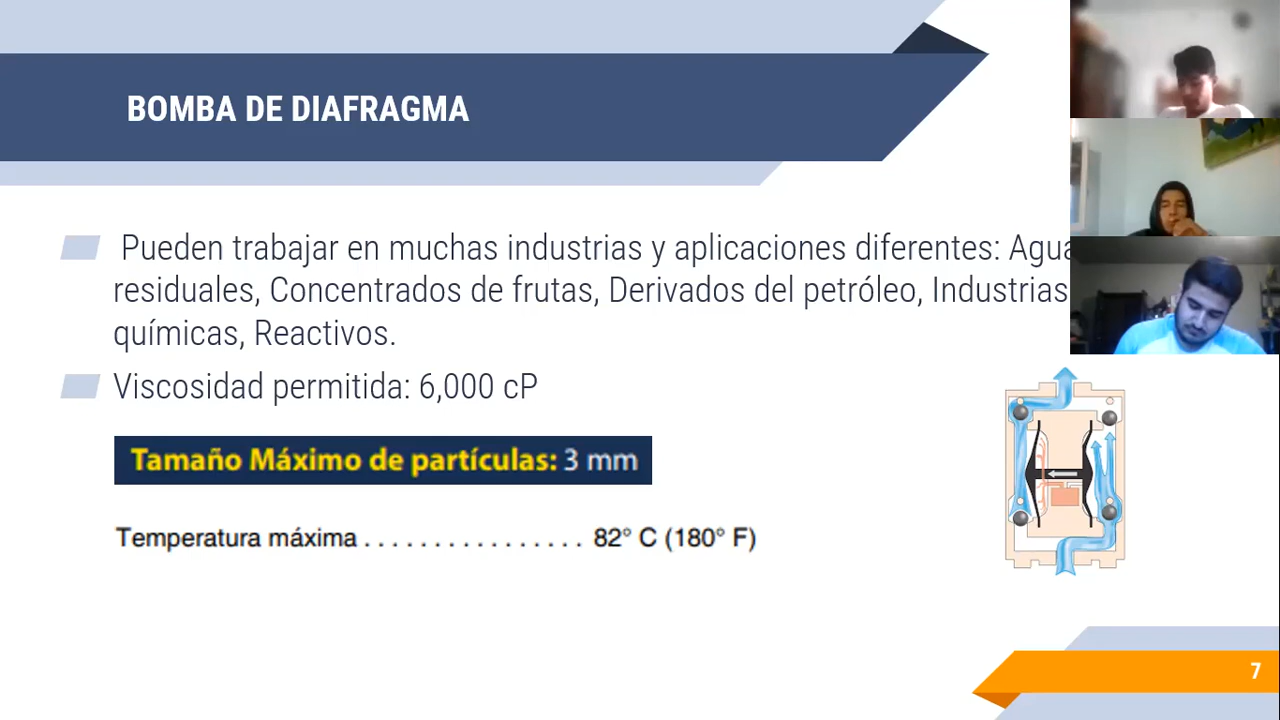 BOMBA DE DIAFRAGMA
Pueden trabajar en muchas industrias y aplicaciones diferentes:
residuales, Concentrados de frutas, Derivados del petróleo, Industrias
químicas, Reactivos.
Viscosidad permitida: 6,000 cP
Tamaño Máximo de partículas: 3 mm
Temperatura máxima ................ 82° C (180° F)
7